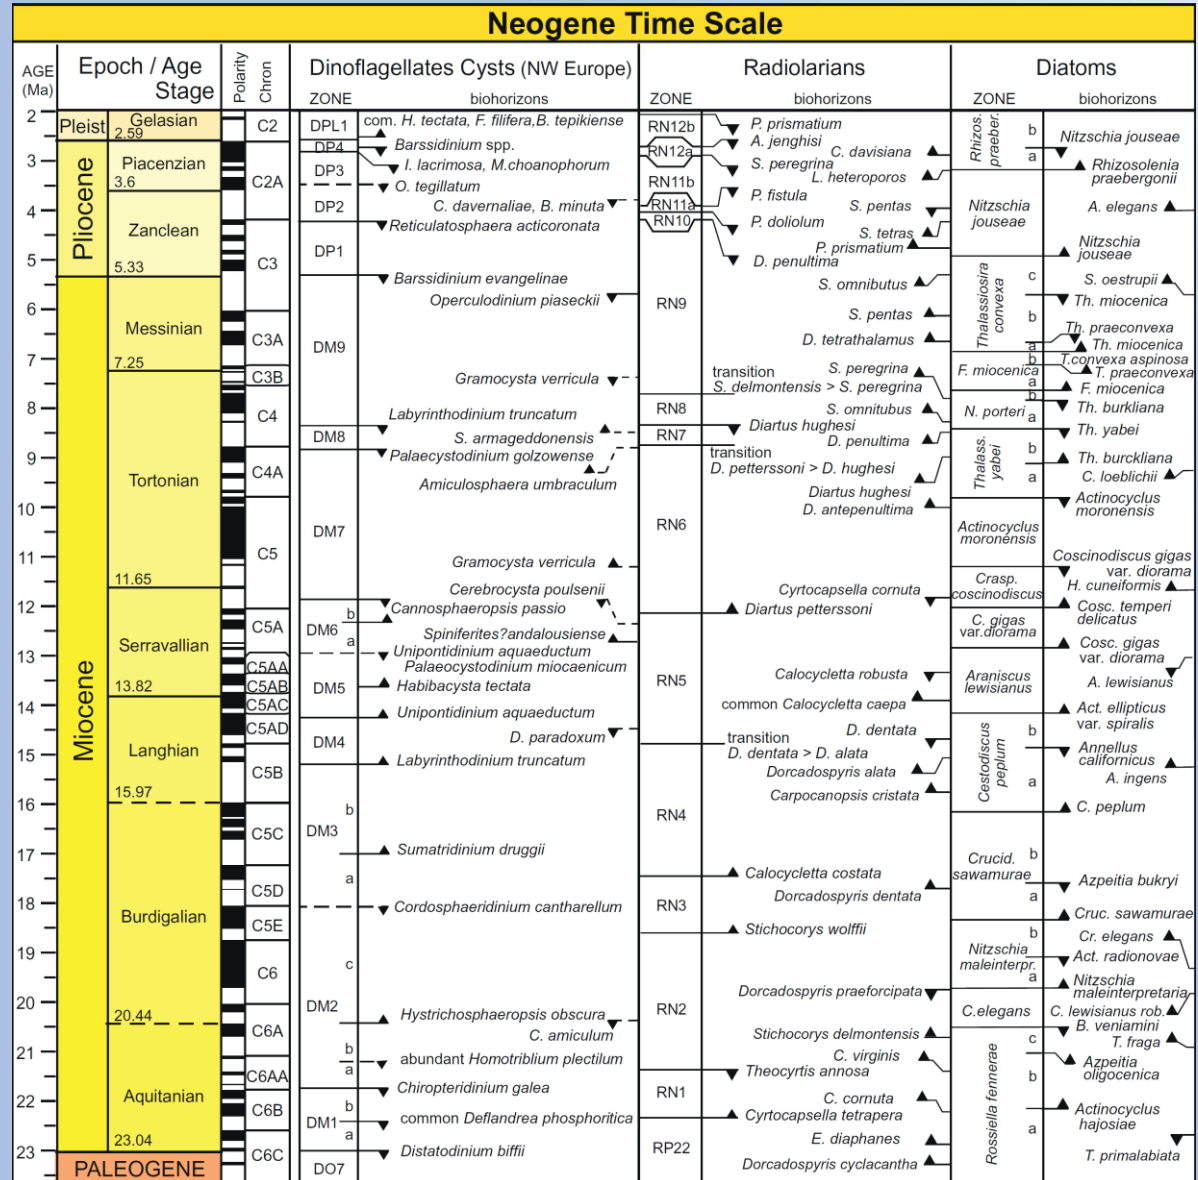 Neogene Time Scale
AGE (Ma)
Epoch / Age
Stage
Polarity
Chron
Dinoflagellates Cysts (NW Europe)
ZONE
biohorizons
Radiolarians
ZONE
biohorizons
Diatoms
ZONE
biohorizons
2
3
4
5
6
7
8
9
10
11
12
13
14
15
16
17
18
19
20
21
22
23
Pleist
Pliocene
Miocene
PALEOGENE
Gelasian
2.59
Piacenzian
3.6
Zanclean
5.33
Messinian
7.25
Tortonian
11.65
Serravallian
13.82
Langhian
15.97
Burdigalian
20.44
Aquitanian
23.04
C2
C2A
C3
C3A
C3B
C4
C4A
C5
C5A
C5AA
C5AB
C5AC
C5AD
C5B
C5C
C5D
C5E
C6
C6A
C6AA
C6B
C6C
DPL1
DP4
DP3
DP2
DP1
DM9
DM8
DM7
b
DM6
a
DM5
DM4
b
DM3
a
c
DM2
b
a
b
DM1
a
DO7
com. H. tectata, F. filifera,B. tepikiense
Barssidinium spp.
I. lacrimosa, M.choanophorum
O. tegillatum
C. davernaliae, B. minuta
Reticulatosphaera acticoronata
Barssidinium evangelinae
Operculodinium piaseckii
Gramocysta verricula
Labyrinthodinium truncatum
S. armageddonensis
Palaecystodinium golzowense
Amiculosphaera umbraculum
Gramocysta verricula
Cerebrocysta poulsenii
Cannosphaeropsis passio
Spiniferites?andalousiense
Unipontidinium aquaeductum
Palaeocystodinium miocaenicum
Habibacysta tectata
Unipontidinium aquaeductum
D. paradoxum
Labyrinthodinium truncatum
Sumatridinium druggii
Cordosphaeridinium cantharellum
Hystrichosphaeropsis obscura
C. amiculum
abundant Homotriblium plectilum
Chiropteridinium galea
common Deflandrea phosphoritica
Distatodinium biffii
RN12b
RN12a
RN11b
RN11a
RN10
RN9
RN8
RN7
RN6
RN5
RN4
RN3
RN2
RN1
RP22
P. prismatium
A. jenghisi
C. davisiana
S. peregrina
L. heteroporos
P. fistula
S. pentas
P. doliolum
S. tetras
P. prismatium
D. penultima
S. omnibutus
S. pentas
D. tetrathalamus
S. peregrina
transition
S. delmontensis > S. peregrina
S. omnitubus
Diartus hughesi
D. penultima
transition
D. pettersoni > D. hughesi
Diartus hughesi
D. antepenultima
Cyrtocapsella cornuta
Diartus petterssoni
Calocycletta robusta
common Calocycletta caepa
D. dentata
transition
D. dentata > D. alata
Dorcadospyris alata
Carpocanopsis cristata
Calocycletta costata
Dorcadospyris dentata
Stichocorys wolffii
Dorcadospyris praeforcipata
Stichocorys delmontensis
C. virginis
Theocyrtis annosa
C. cornuta
Cyrtocapsella tetrapera
E. diaphanes
Dorcadospyris cyclacantha
Rhizos. praeber.
b
a
Nitzschia jouseae
Thalassiosira convexa
c
b
a
F. miocenica
b
a
N. porteri
b
a
Thalass. yabei
b
a
Actinocyclus moronensis
Crasp. coscinodiscus
C. gigas var.diorama
Araniscus lewisianus
Cestodiscus peplum
b
a
Crucid. sawamurae
b
a
Nitzschia maleinterpr.
b
a
C.elegans
Rossiella fennerae
c
b
a
Nitzschia jouseae
Rhizosolenia praebergonii
A. elegans
Nitzschia jouseae
S. oestrupii
Th. miocenica
Th. praeconvexa
Th. miocenica
T.convexa aspinosa
T. praeconvexa
F. miocenica
Th. burkliana
Th. yabei
Th. burckliana
C. loeblichii
Actinocyclus moronensis
Coscinodiscus gigas var. diorama
H. cuneiformis
Cosc. temperi delicatus
Cosc. gigas var. diorama
A. lewisianus
Act. ellipticus var. spiralis
Annellus californicus
A. ingens
C. peplum
Azpeitia bukryi
Cruc. sawamurae
Cr. elegans
Act. radionovae
Nitzschia maleinterpretaria
C. lewisianus rob.
B. veniamini
T. fraga
Azpeitia oligocenica
Actinocyclus hajosiae
T. primalabiata